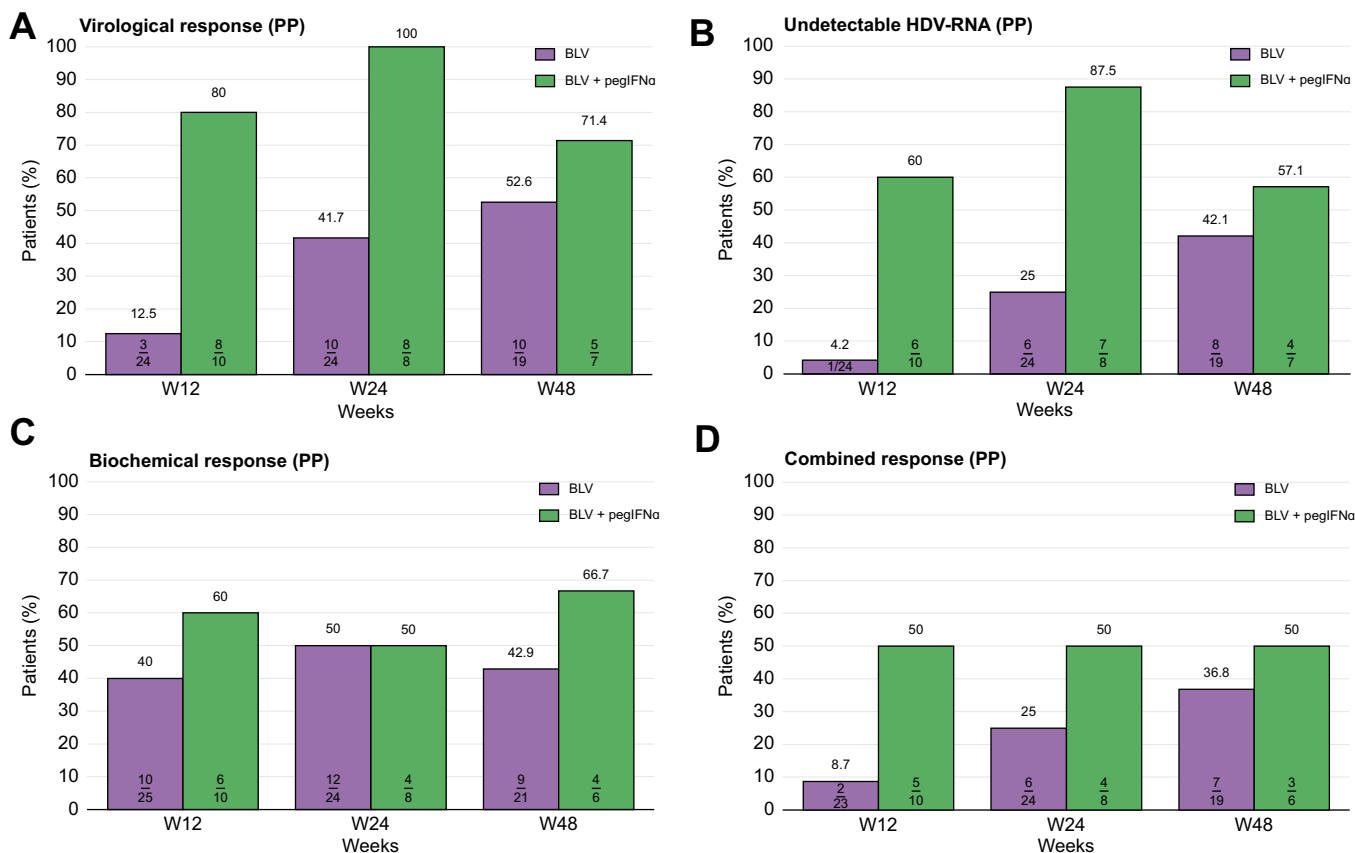 A
Virological response (PP)
BLV
BLV + pegIFNα
Patients (%)
100
90
80
70
60
50
40
30
20
10
0
12.5
80
41.7
100
52.6
71.4
3/24
8/10
10/24
8/8
10/19
5/7
W12
W24
W48
Weeks
B
Undetectable HDV-RNA (PP)
BLV
BLV + pegIFNα
Patients (%)
100
90
80
70
60
50
40
30
20
10
0
4.2
60
25
87.5
42.1
57.1
1/24
6/10
6/24
7/8
8/19
4/7
W12
W24
W48
Weeks
C
Biochemical response (PP)
BLV
BLV + pegIFNα
Patients (%)
100
90
80
70
60
50
40
30
20
10
0
40
60
50
50
42.9
66.7
10/25
6/10
12/24
4/8
9/21
4/6
W12
W24
W48
Weeks
D
Combined response (PP)
BLV
BLV + pegIFNα
Patients (%)
100
90
80
70
60
50
40
30
20
10
0
8.7
50
25
50
36.8
50
2/23
5/10
6/24
4/8
7/19
3/6
W12
W24
W48
Weeks